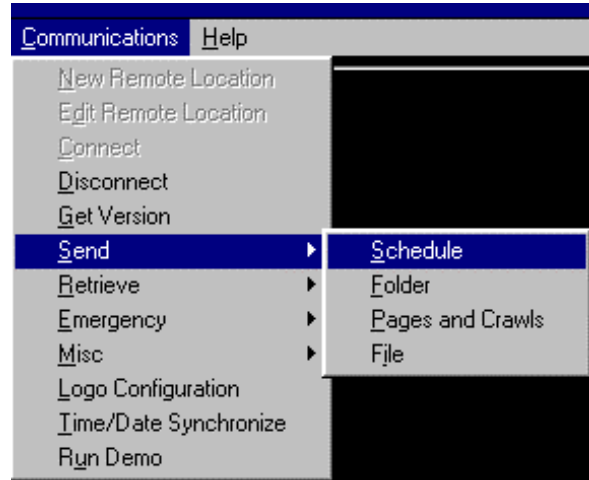 Communications Help
New Remote Location
Edit Remote Location
Connect
Disconnect
Get Version
Send
Schedule
Retrieve
Folder
Emergency
Pages and Crawls
Misc
File
Logo Configuration
Time/Date Synchronize
Run Demo